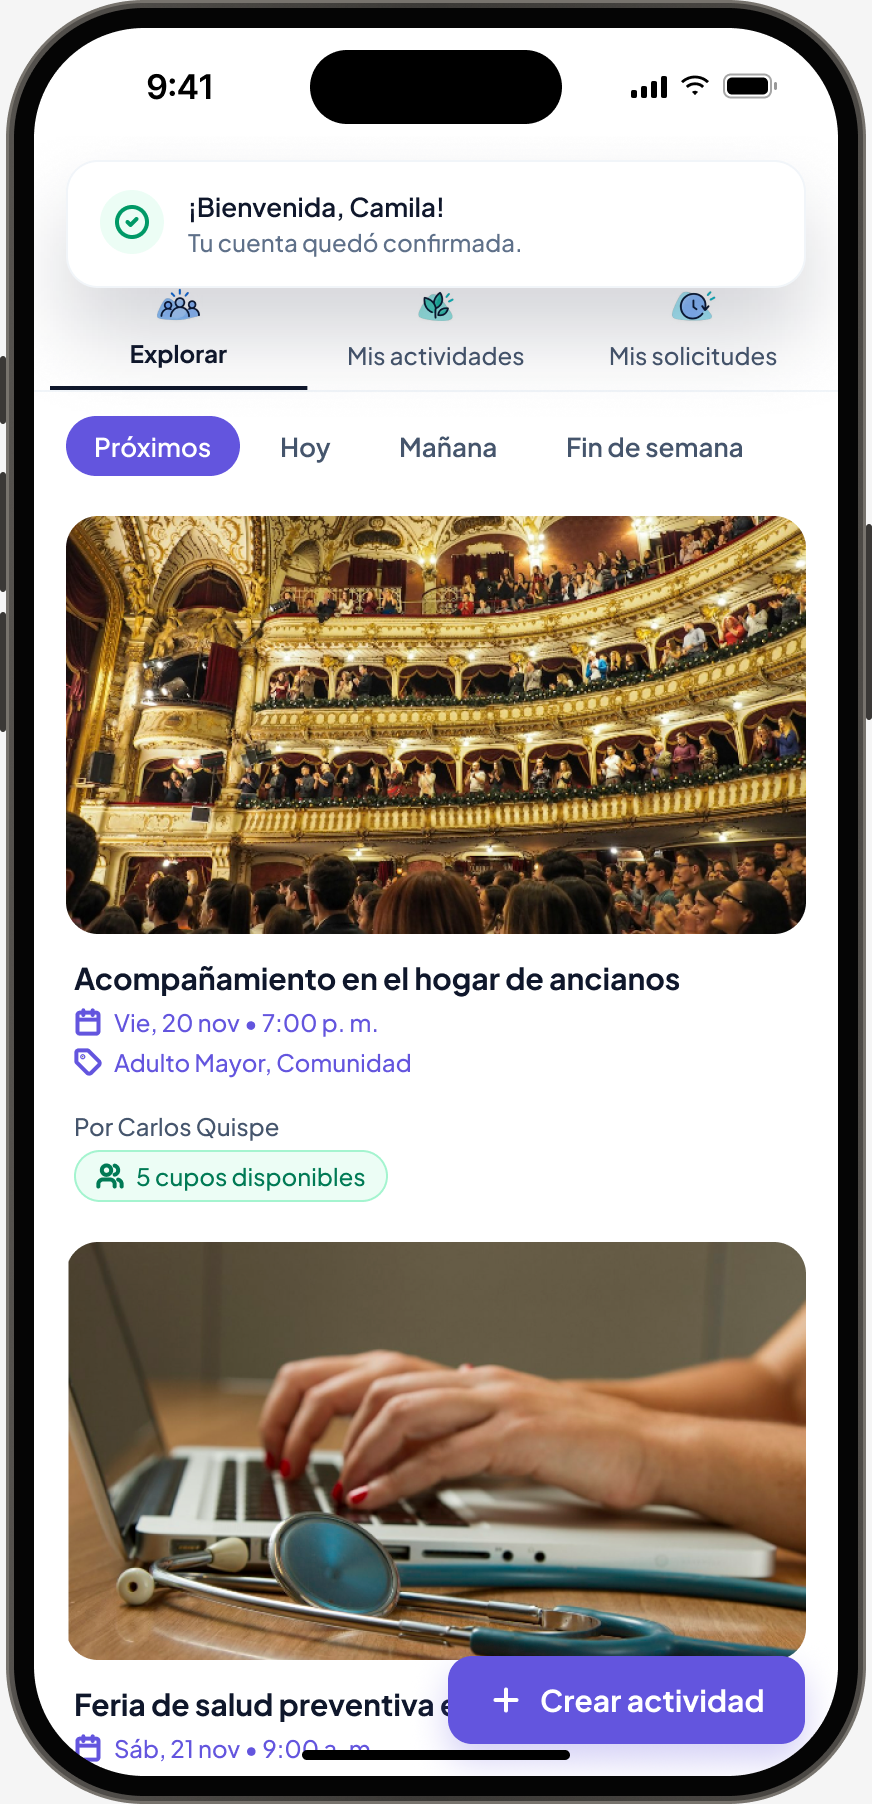 9:41
¡Bienvenida, Camila!
Tu cuenta quedó confirmada.
Explorar
Mis actividades
Mis solicitudes
Próximos
Hoy
Mañana
Fin de semana
Acompañamiento en el hogar de ancianos
Vie, 20 nov • 7:00 p. m.
Adulto Mayor, Comunidad
Por Carlos Quispe
5 cupos disponibles
Feria de salud preventiva
Crear actividad
Sáb, 21 nov • 9:00 a. m.